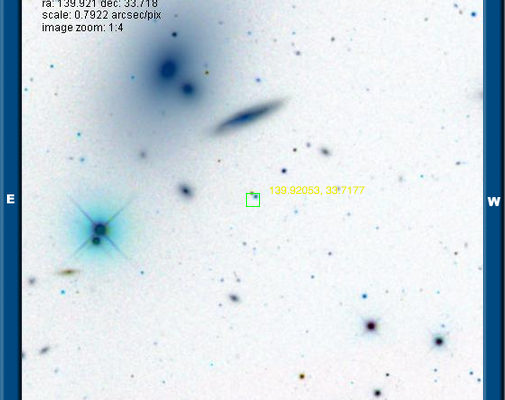 ra: 139.921 dec: 33.718
scale: 0.7922 arcsec/pix
image zoom: 1:4
139.92053, 33.7177
E
W